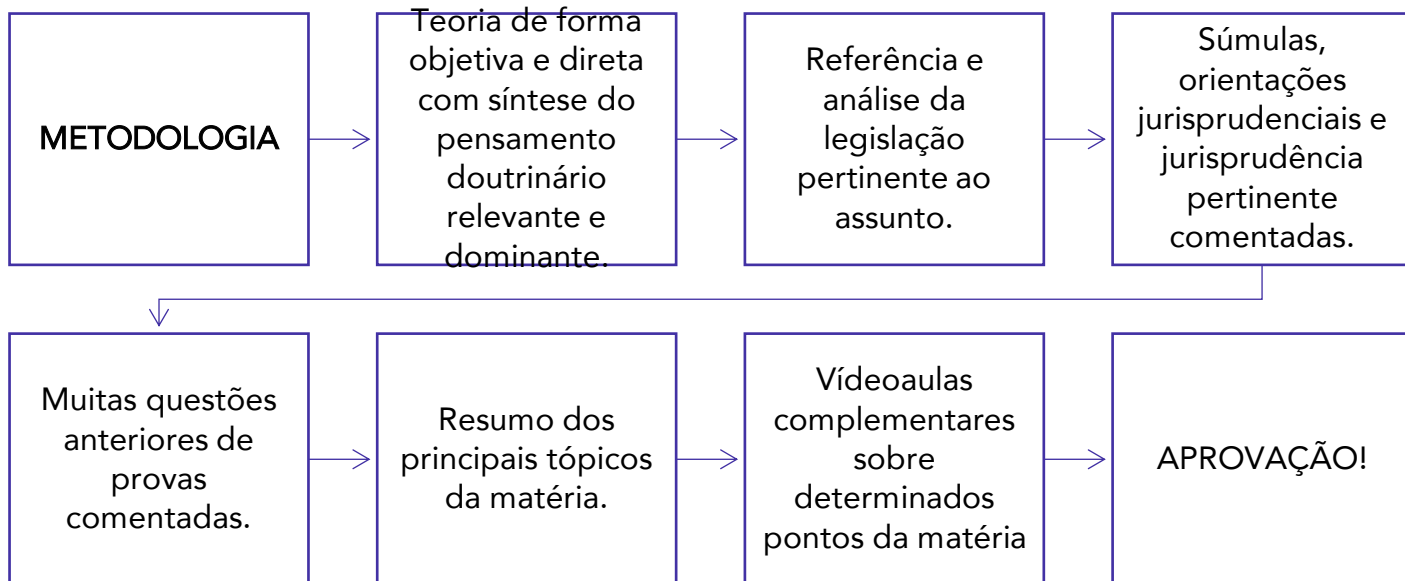 METODOLOGIA
Teoria de forma
objetiva e direta
com síntese do
pensamento
doutrinário
relevante e
dominante.
Referência e
análise da
legislação
pertinente ao
assunto.
Súmulas,
orientações
jurisprudenciais e
jurisprudência
pertinente
comentadas.
Muitas questões
anteriores de
provas
comentadas.
Resumo dos
principais tópicos
da matéria.
Vídeoaulas
complementares
sobre
determinados
pontos da matéria
APROVAÇÃO!